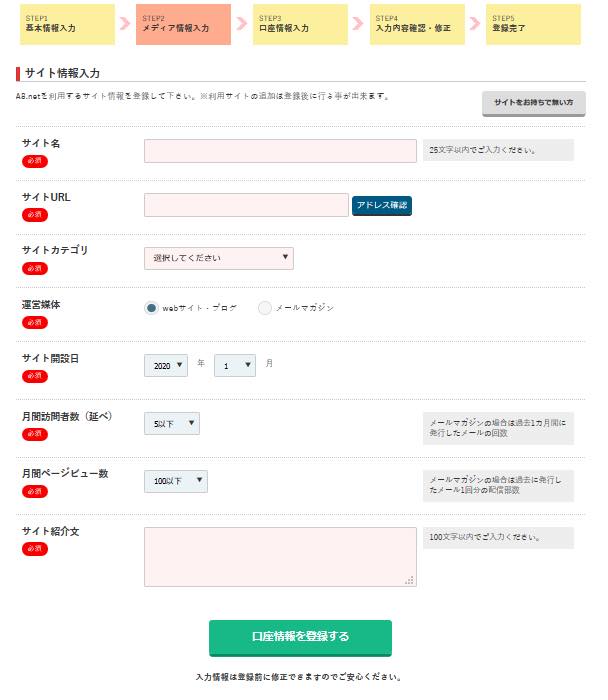 STEP1
基本情報入力
STEP2
メディア情報入力
STEP3
口座情報入力
STEP4
入力内容確認・修正
STEP5
登録完了
サイト情報入力
A8.netを利用するサイト情報を登録して下さい。※利用サイトの追加は登録後に行う事が出来ます。
サイトをお持ちで無い方
サイト名
必須
25文字以内でご入力ください。
サイトURL
必須
アドレス確認
サイトカテゴリ
必須
選択してください
運営媒体
必須
webサイト・ブログ
メールマガジン
サイト開設日
必須
2020 年 1 月
月間訪問者数（延べ）
必須
5以下
メールマガジンの場合は過去1カ月間に
発行したメールの回数
月間ページビュー数
必須
100以下
メールマガジンの場合は過去に発行し
たメール1回分の配信部数
サイト紹介文
必須
100文字以内でご入力ください。
口座情報を登録する
入力情報は登録前に修正できますのでご安心ください。